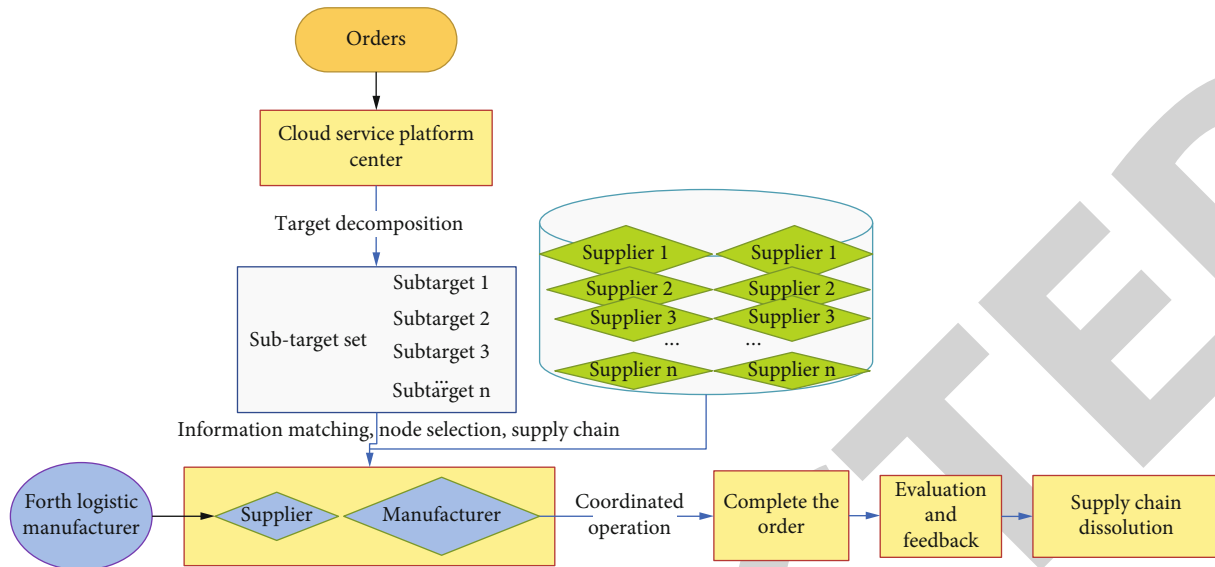 Orders
Cloud service platform
center
Target decomposition
Sub-target set
Subtarget 1
Subtarget 2
Subtarget 3
...
Subtarget n
Supplier 1
Supplier 1
Supplier 2
Supplier 2
Supplier 3
Supplier 3
...
...
Supplier n
Supplier n
Information matching, node selection, supply chain
Forth logistic
manufacturer
Supplier
Manufacturer
Coordinated
operation
Complete the
order
Evaluation
and
feedback
Supply chain
dissolution